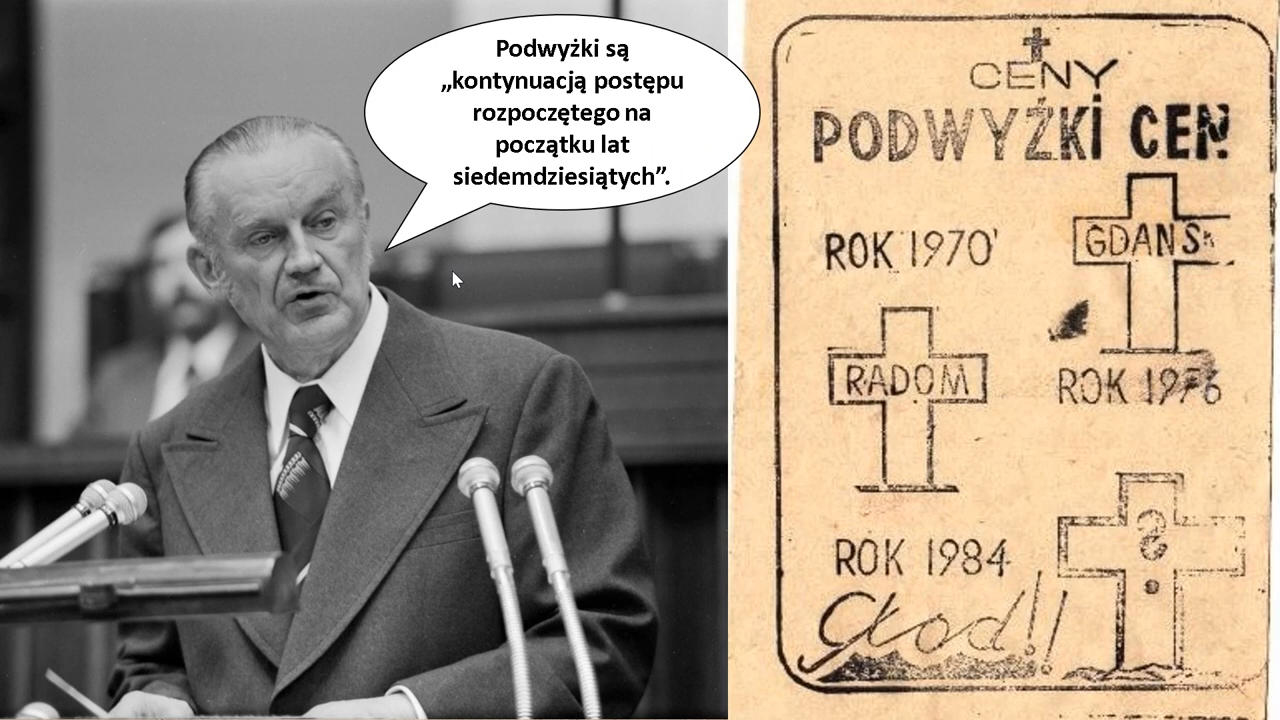 Podwyżki są
„kontynuacją postępu
rozpoczętego na
początku lat
siedemdziesiątych”.
CENY
PODWYŻKI CEN
ROK 1970'
GDAŃSK
RADOM
ROK 1976
ROK 1984
?
Głod!!